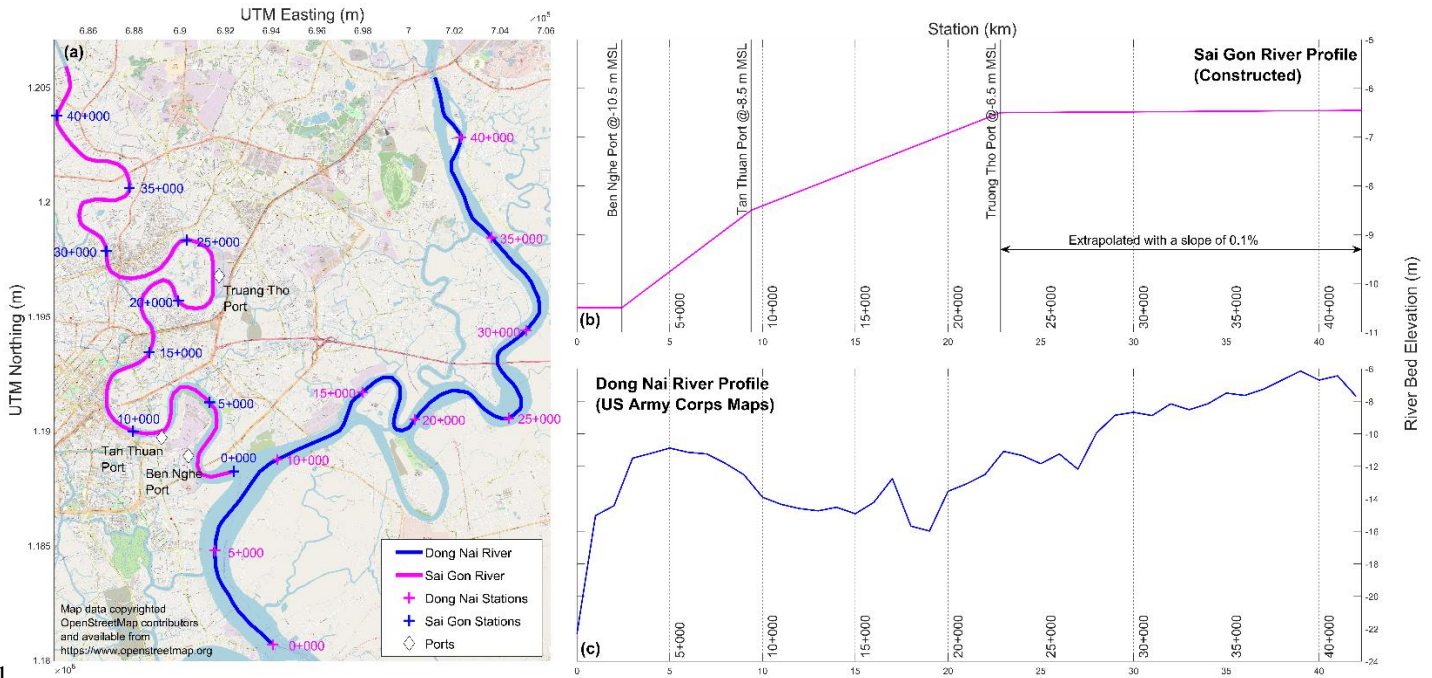 UTM Easting (m)
6.86 6.88 6.9 6.92 6.94 6.96 6.98 7 7.02 7.04 7.06
×10⁵
(a)
UTM Northing (m)
1.205
1.2
1.195
1.19
1.185
1.18
×10⁶
40+000
35+000
30+000
25+000
20+000
15+000
10+000
5+000
0+000
Truang Tho
Port
Tan Thuan
Port
Ben Nghe
Port
40+000
35+000
30+000
25+000
20+000
15+000
10+000
5+000
0+000
Dong Nai River
Sai Gon River
Dong Nai Stations
Sai Gon Stations
Ports
Map data copyrighted
OpenStreetMap contributors
and available from
https://www.openstreetmap.org
1
Station (km)
Sai Gon River Profile
(Constructed)
Ben Nghe Port @-10.5 m MSL
Tan Thuan Port @-8.5 m MSL
Truong Tho Port @-6.5 m MSL
Extrapolated with a slope of 0.1%
(b)
5+000
10+000
15+000
20+000
25+000
30+000
35+000
40+000
0 5 10 15 20 25 30 35 40
-5
-6
-7
-8
-9
-10
-11
River Bed Elevation (m)
Dong Nai River Profile
(US Army Corps Maps)
(c)
5+000
10+000
15+000
20+000
25+000
30+000
35+000
40+000
0 5 10 15 20 25 30 35 40
-6
-8
-10
-12
-14
-16
-18
-20
-22
-24